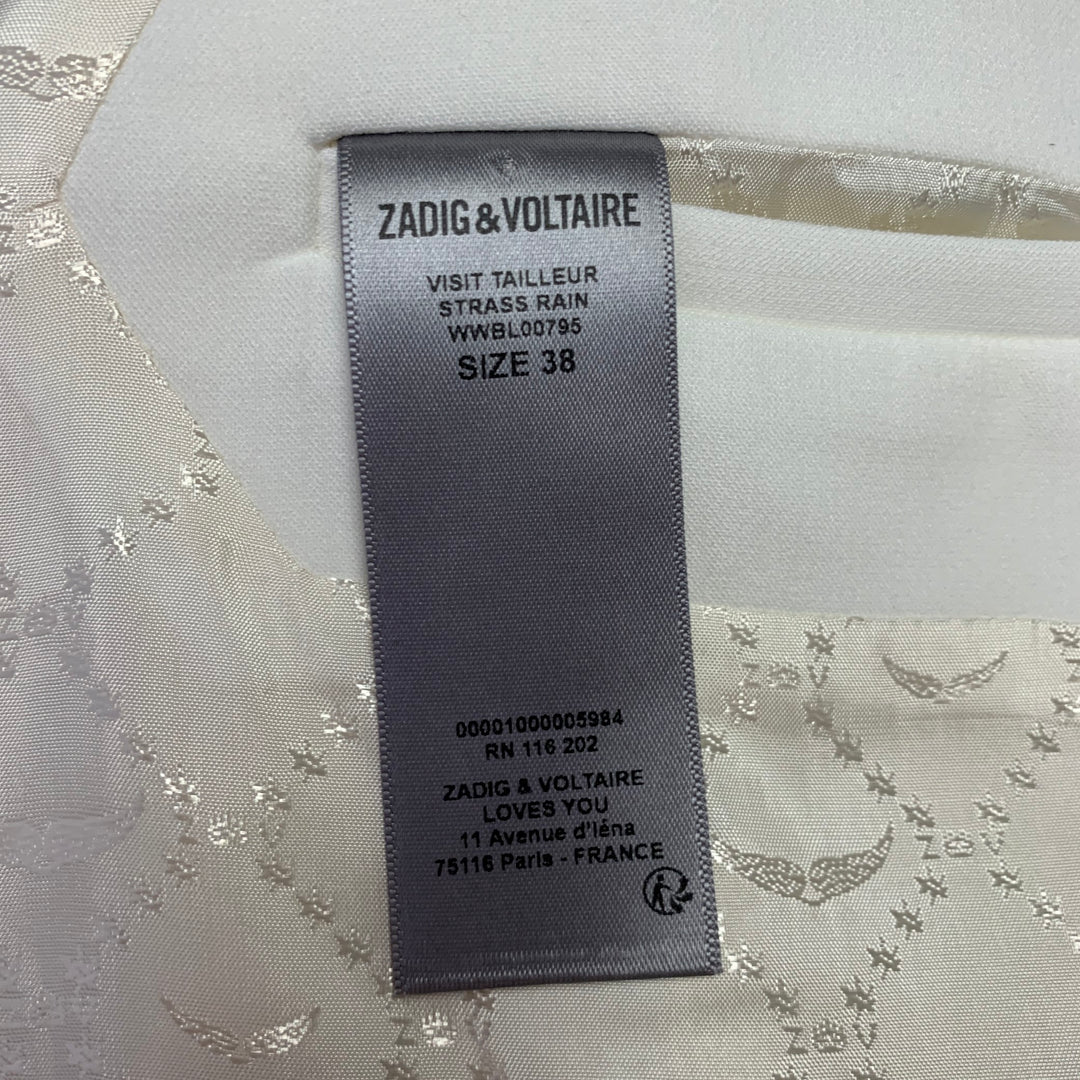 ZADIG&VOLTAIRE
VISIT TAILLEUR
STRASS RAIN
WWBL00795
SIZE 38
00001000005984
RN 116 202
ZADIG & VOLTAIRE
LOVES YOU
11 Avenue d'Iéna
75116 Paris - FRANCE
Z&V
Z&V
Z&V
Z&V